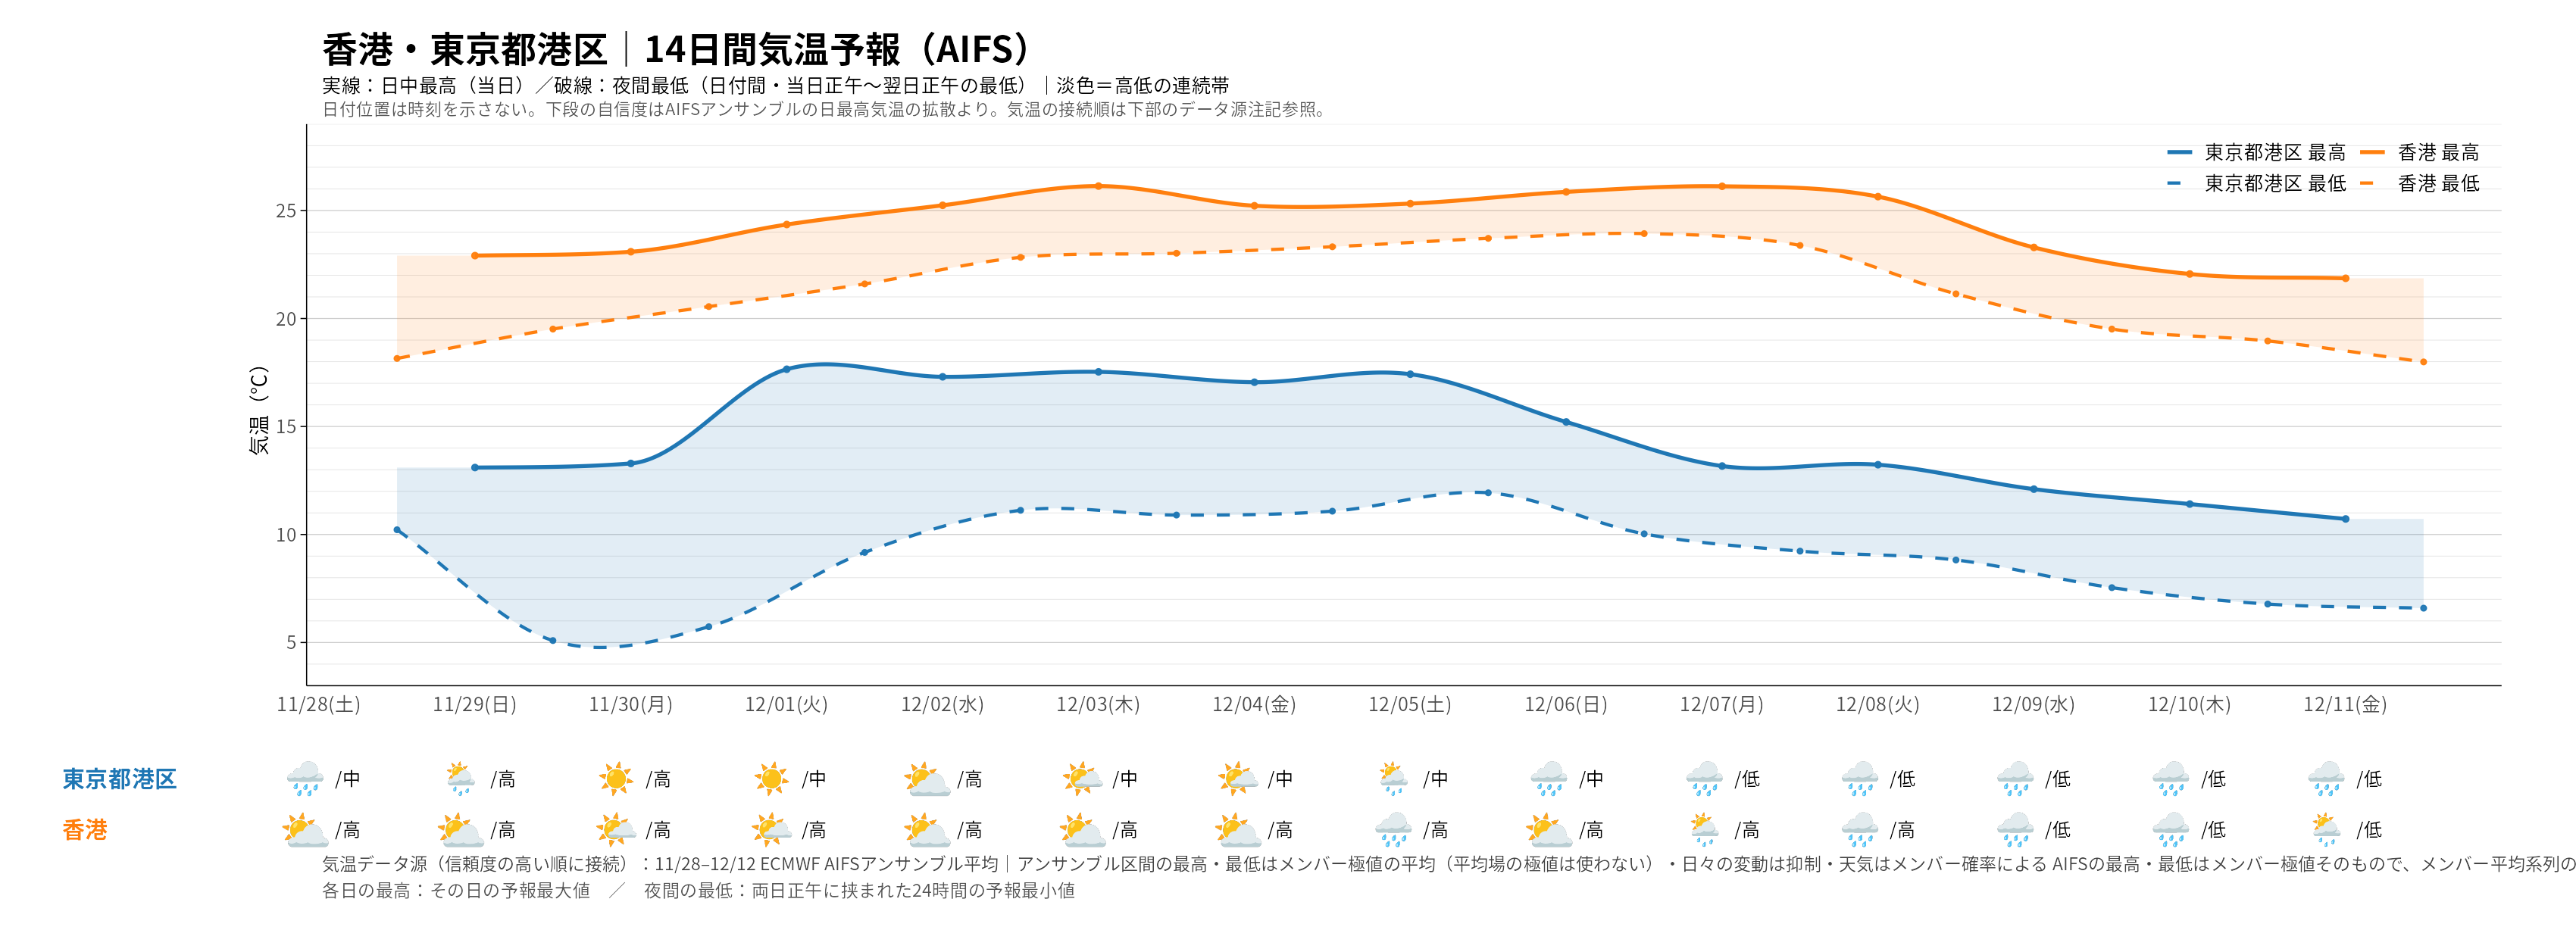 香港・東京都港区｜14日間気温予報（AIFS）
実線：日中最高（当日）／破線：夜間最低（日付間・当日正午～翌日正午の最低）｜淡色＝高低の連続帯
日付位置は時刻を示さない。下段の自信度はAIFSアンサンブルの日最高気温の拡散より。気温の接続順は下部のデータ源注記参照。
東京都港区 最高 香港 最高
東京都港区 最低 香港 最低
気温（°C）
25
20
15
10
5
11/28(土) 11/29(日) 11/30(月) 12/01(火) 12/02(水) 12/03(木) 12/04(金) 12/05(土) 12/06(日) 12/07(月) 12/08(火) 12/09(水) 12/10(木) 12/11(金)
東京都港区 /中 /高 /高 /中 /高 /中 /中 /中 /中 /低 /低 /低 /低 /低
香港 /高 /高 /高 /高 /高 /高 /高 /高 /高 /高 /高 /低 /低 /低
気温データ源（信頼度の高い順に接続）：11/28–12/12 ECMWF AIFSアンサンブル平均｜アンサンブル区間の最高・最低はメンバー極値の平均（平均場の極値は使わない）・日々の変動は抑制・天気はメンバー確率による AIFSの最高・最低はメンバー極値そのもので、メンバー平均系列の
各日の最高：その日の予報最大値　／　夜間の最低：両日正午に挟まれた24時間の予報最小値